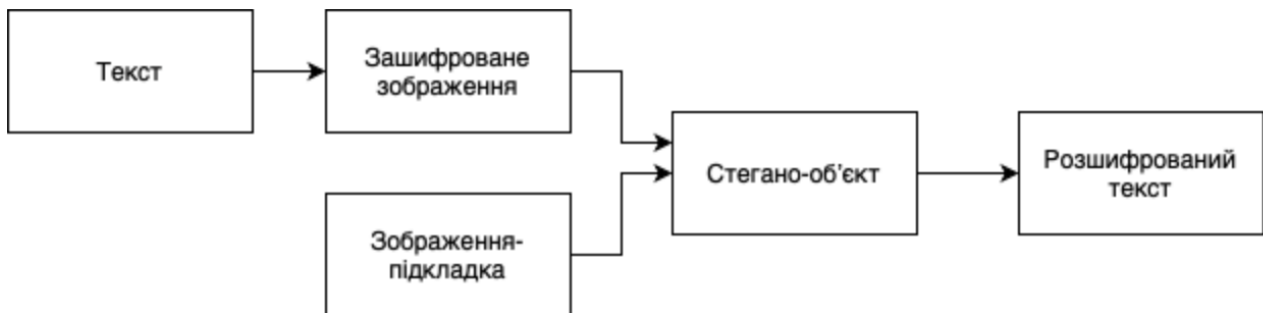 Текст
Зашифроване
зображення
Зображення-
підкладка
Стегано-об'єкт
Розшифрований
текст